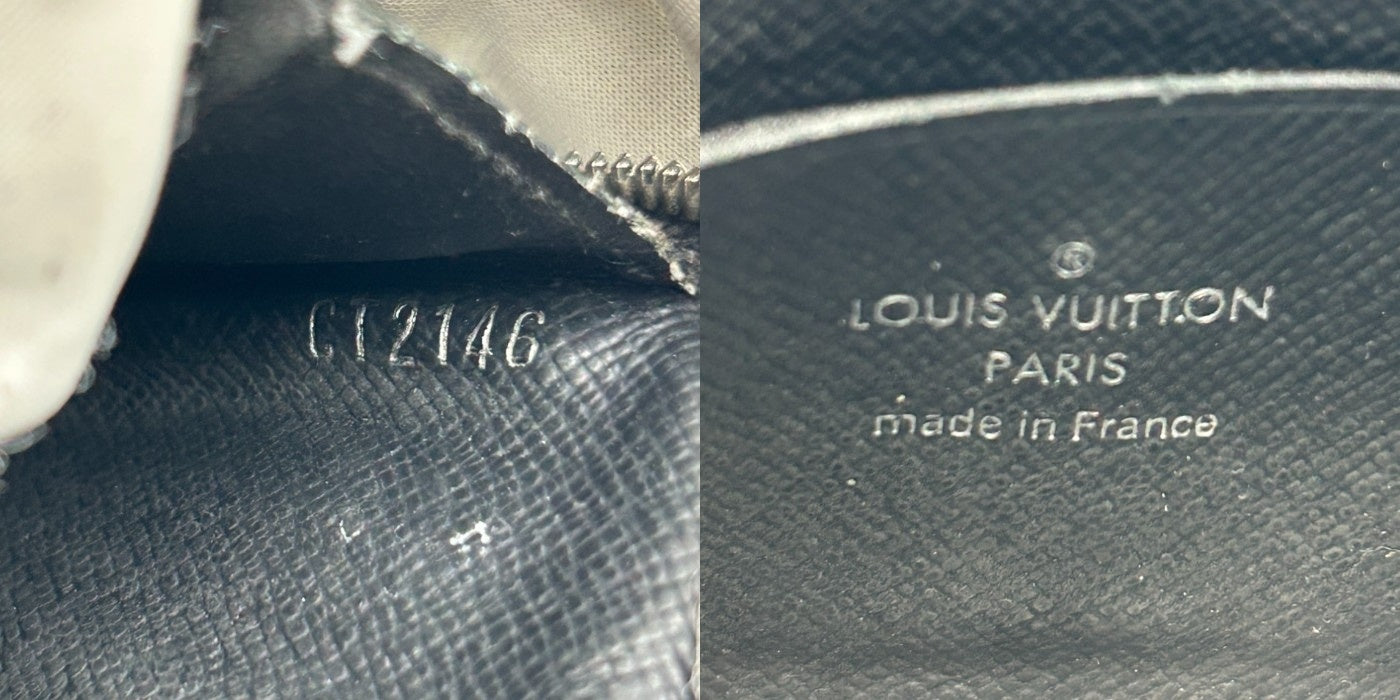 CT2146
®
LOUIS VUITTON
PARIS
made in France